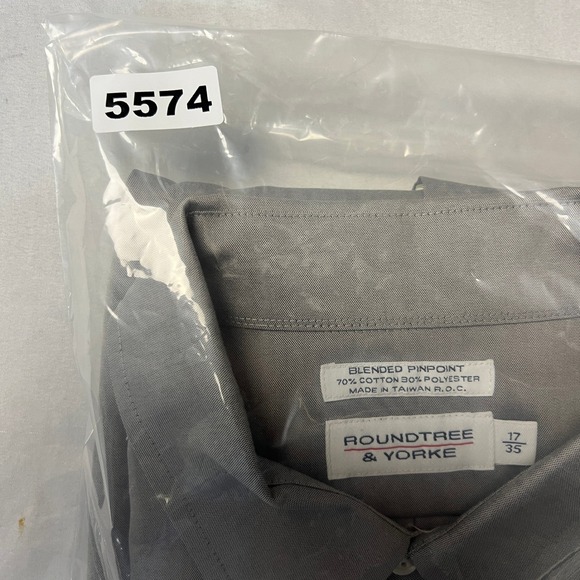 5574
BLENDED PINPOINT
70% COTTON 30% POLYESTER
MADE IN TAIWAN R.O.C.
ROUNDTREE
& YORKE
17
35